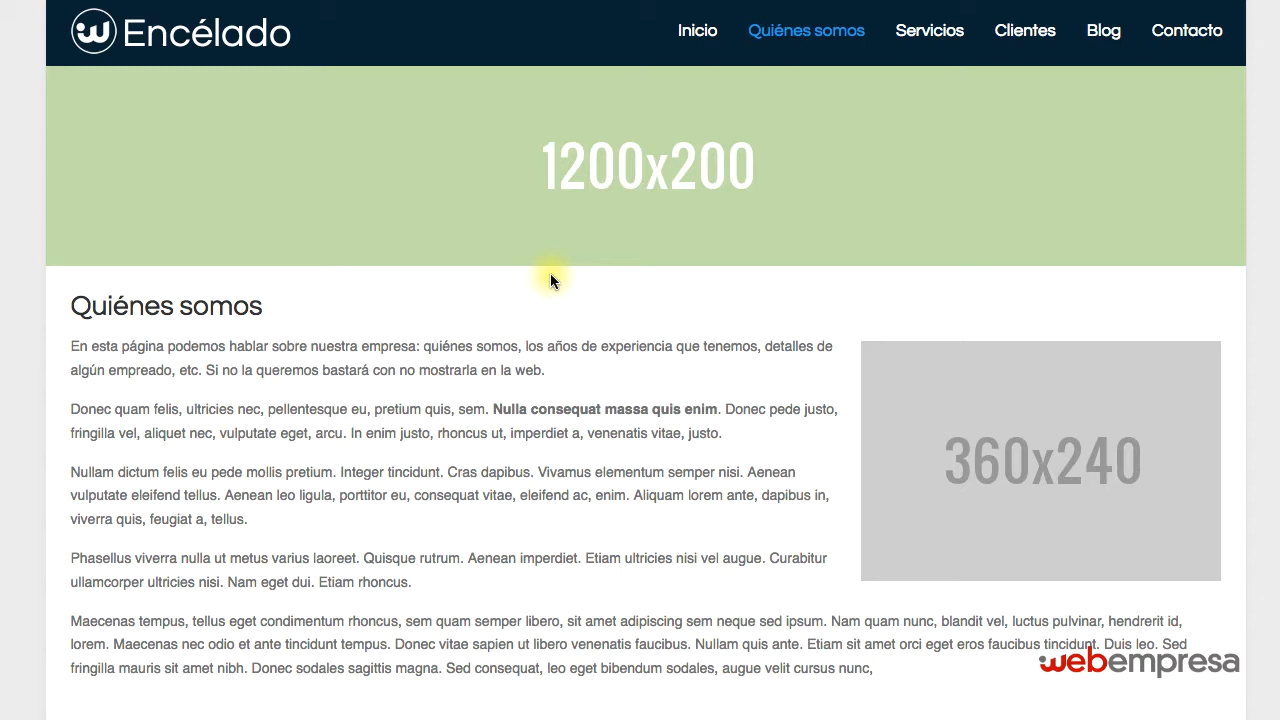 Encélado
Inicio Quiénes somos Servicios Clientes Blog Contacto
1200x200
Quiénes somos
En esta página podemos hablar sobre nuestra empresa: quiénes somos, los años de experiencia que tenemos, detalles de
algún empreado, etc. Si no la queremos bastará con no mostrarla en la web.
Donec quam felis, ultricies nec, pellentesque eu, pretium quis, sem. Nulla consequat massa quis enim. Donec pede justo,
fringilla vel, aliquet nec, vulputate eget, arcu. In enim justo, rhoncus ut, imperdiet a, venenatis vitae, justo.
Nullam dictum felis eu pede mollis pretium. Integer tincidunt. Cras dapibus. Vivamus elementum semper nisi. Aenean
vulputate eleifend tellus. Aenean leo ligula, porttitor eu, consequat vitae, eleifend ac, enim. Aliquam lorem ante, dapibus in,
viverra quis, feugiat a, tellus.
Phasellus viverra nulla ut metus varius laoreet. Quisque rutrum. Aenean imperdiet. Etiam ultricies nisi vel augue. Curabitur
ullamcorper ultricies nisi. Nam eget dui. Etiam rhoncus.
360x240
Maecenas tempus, tellus eget condimentum rhoncus, sem quam semper libero, sit amet adipiscing sem neque sed ipsum. Nam quam nunc, blandit vel, luctus pulvinar, hendrerit id,
lorem. Maecenas nec odio et ante tincidunt tempus. Donec vitae sapien ut libero venenatis faucibus. Nullam quis ante. Etiam sit amet orci eget eros faucibus tincidunt. Duis leo. Sed
fringilla mauris sit amet nibh. Donec sodales sagittis magna. Sed consequat, leo eget bibendum sodales, augue velit cursus nunc,
webempresa